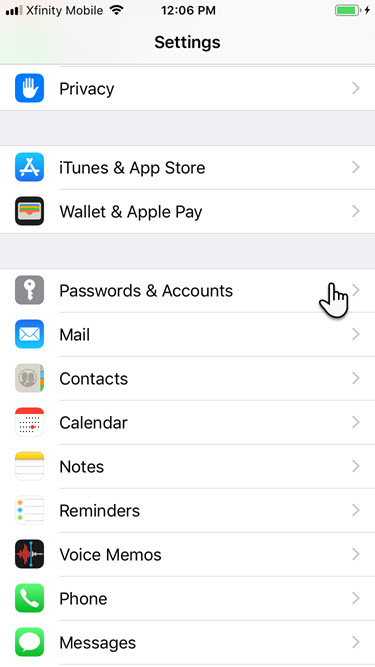 Xfinity Mobile 12:06 PM
Settings
Privacy
iTunes & App Store
Wallet & Apple Pay
Passwords & Accounts
Mail
Contacts
Calendar
Notes
Reminders
Voice Memos
Phone
Messages